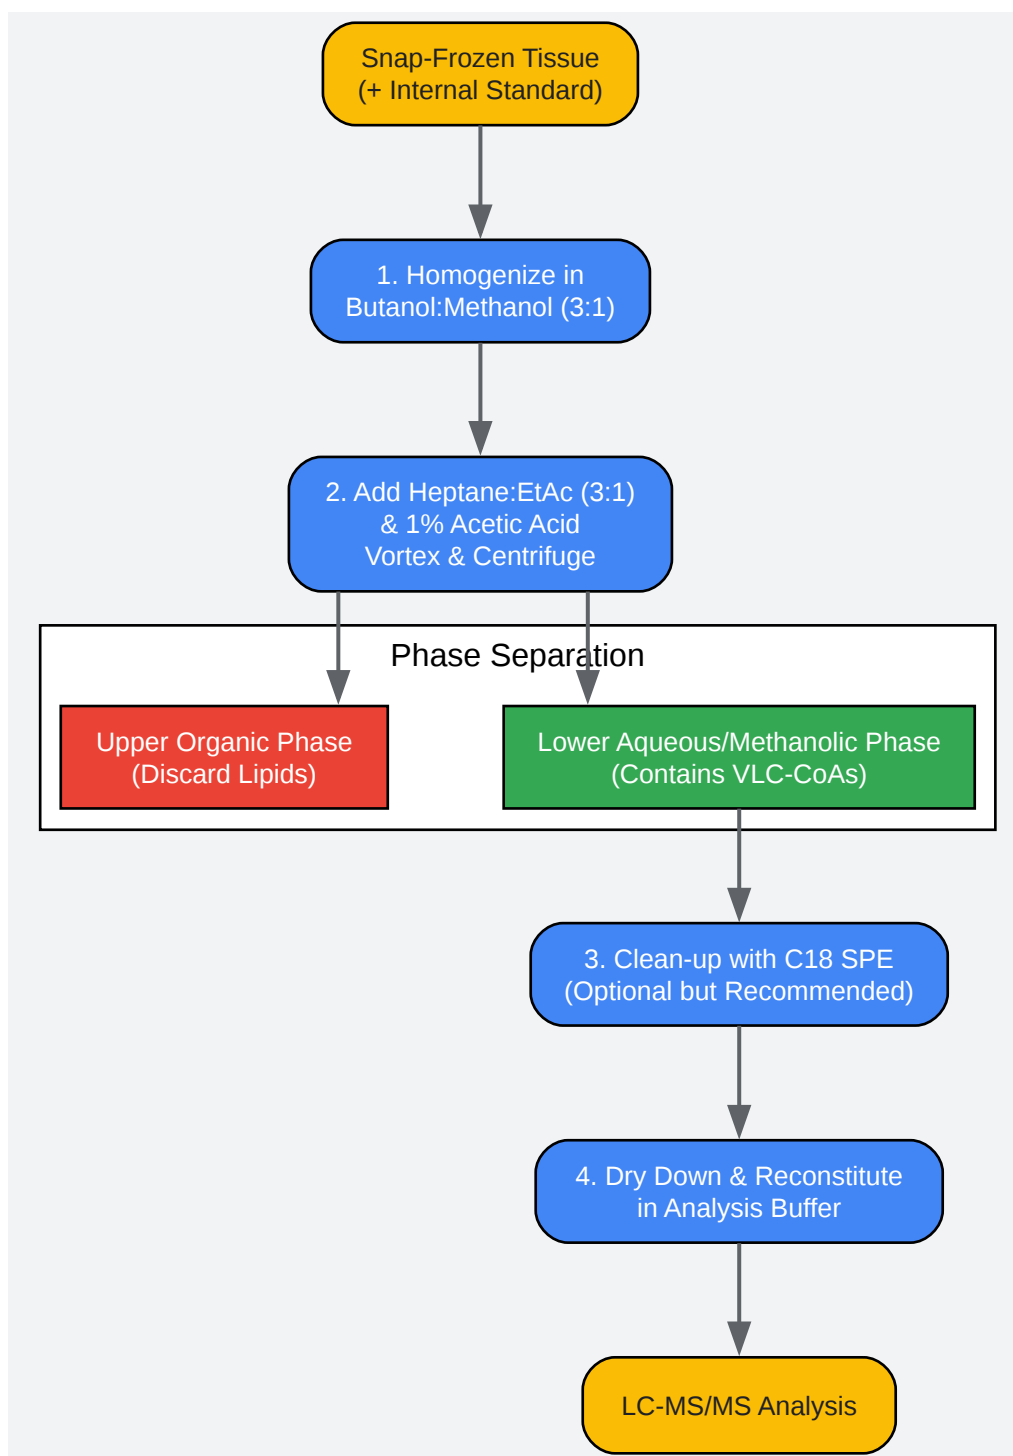 Snap-Frozen Tissue
(+ Internal Standard)
1. Homogenize in
Butanol:Methanol (3:1)
2. Add Heptane:EtAc (3:1)
& 1% Acetic Acid
Vortex & Centrifuge
Phase Separation
Upper Organic Phase
(Discard Lipids)
Lower Aqueous/Methanolic Phase
(Contains VLC-CoAs)
3. Clean-up with C18 SPE
(Optional but Recommended)
4. Dry Down & Reconstitute
in Analysis Buffer
LC-MS/MS Analysis